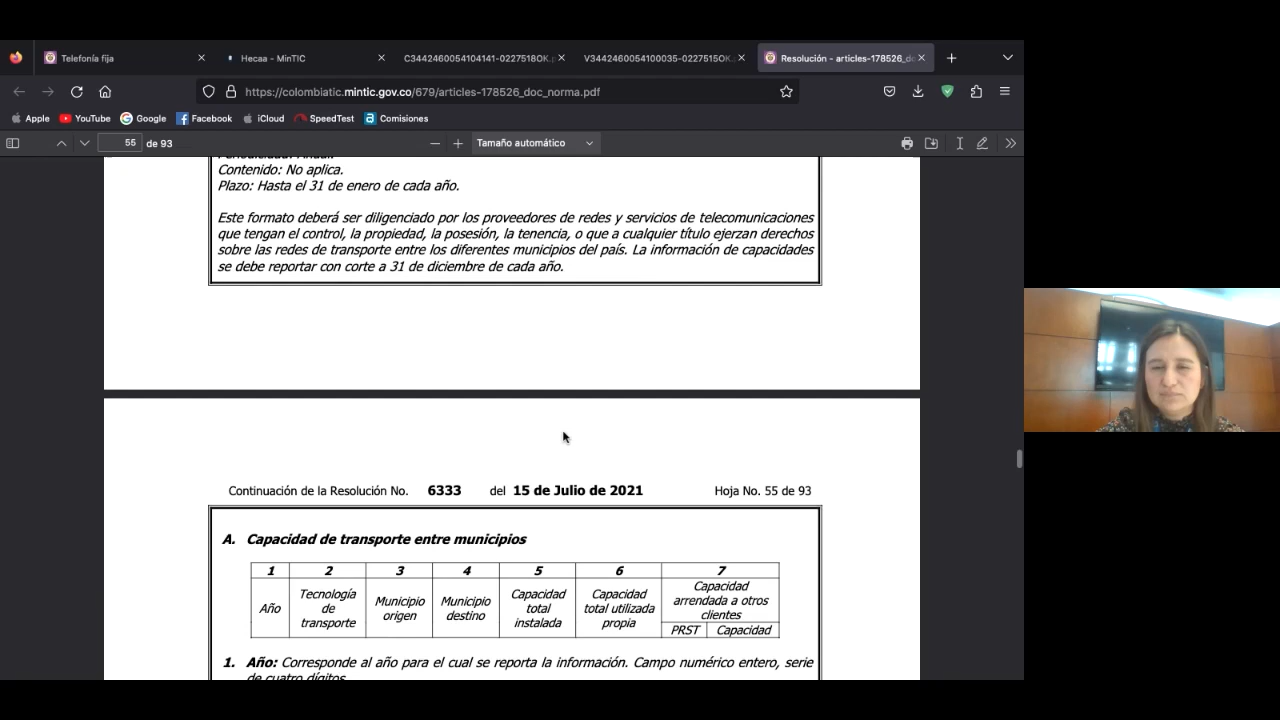 Telefonía fija
Hecaa - MinTIC
C3442460054104141-0227518OK.p
V3442460054100035-0227515OK.
Resolución - articles-178526_do
https://colombiatic.mintic.gov.co/679/articles-178526_doc_norma.pdf
Apple YouTube Google Facebook iCloud SpeedTest Comisiones
55 de 93
Tamaño automático
Periodicidad: Anual.
Contenido: No aplica.
Plazo: Hasta el 31 de enero de cada año.
Este formato deberá ser diligenciado por los proveedores de redes y servicios de telecomunicaciones
que tengan el control, la propiedad, la posesión, la tenencia, o que a cualquier título ejerzan derechos
sobre las redes de transporte entre los diferentes municipios del país. La información de capacidades
se debe reportar con corte a 31 de diciembre de cada año.
Continuación de la Resolución No. 6333 del 15 de Julio de 2021 Hoja No. 55 de 93
A. Capacidad de transporte entre municipios
1 2 3 4 5 6 7
Año
Tecnología
de
transporte
Municipio
origen
Municipio
destino
Capacidad
total
instalada
Capacidad
total utilizada
propia
Capacidad
arrendada a otros
clientes
PRST Capacidad
1. Año: Corresponde al año para el cual se reporta la información. Campo numérico entero, serie
de cuatro dígitos.